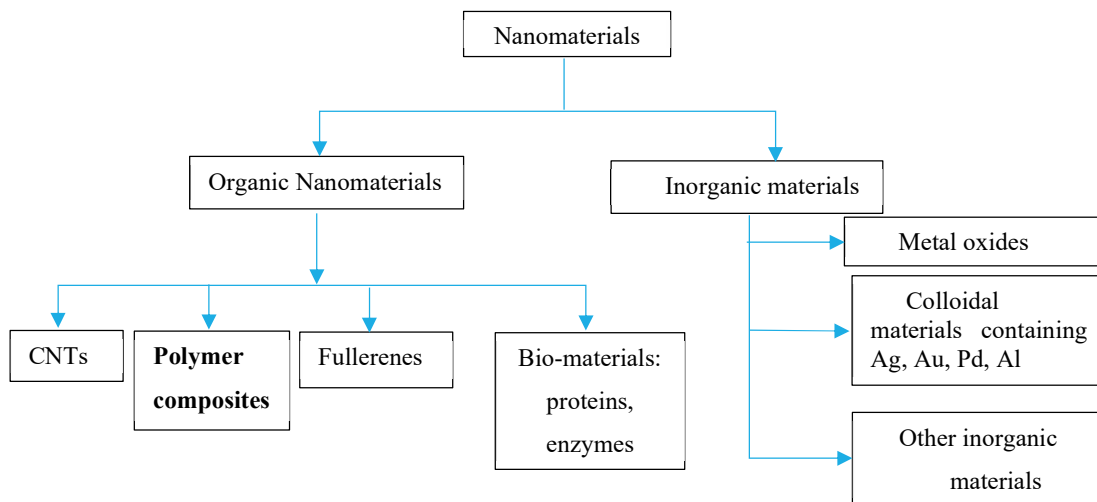 Nanomaterials
Organic Nanomaterials
Inorganic materials
Metal oxides
Colloidal
materials containing
Ag, Au, Pd, Al
Other inorganic
materials
CNTs
Polymer
composites
Fullerenes
Bio-materials:
proteins,
enzymes